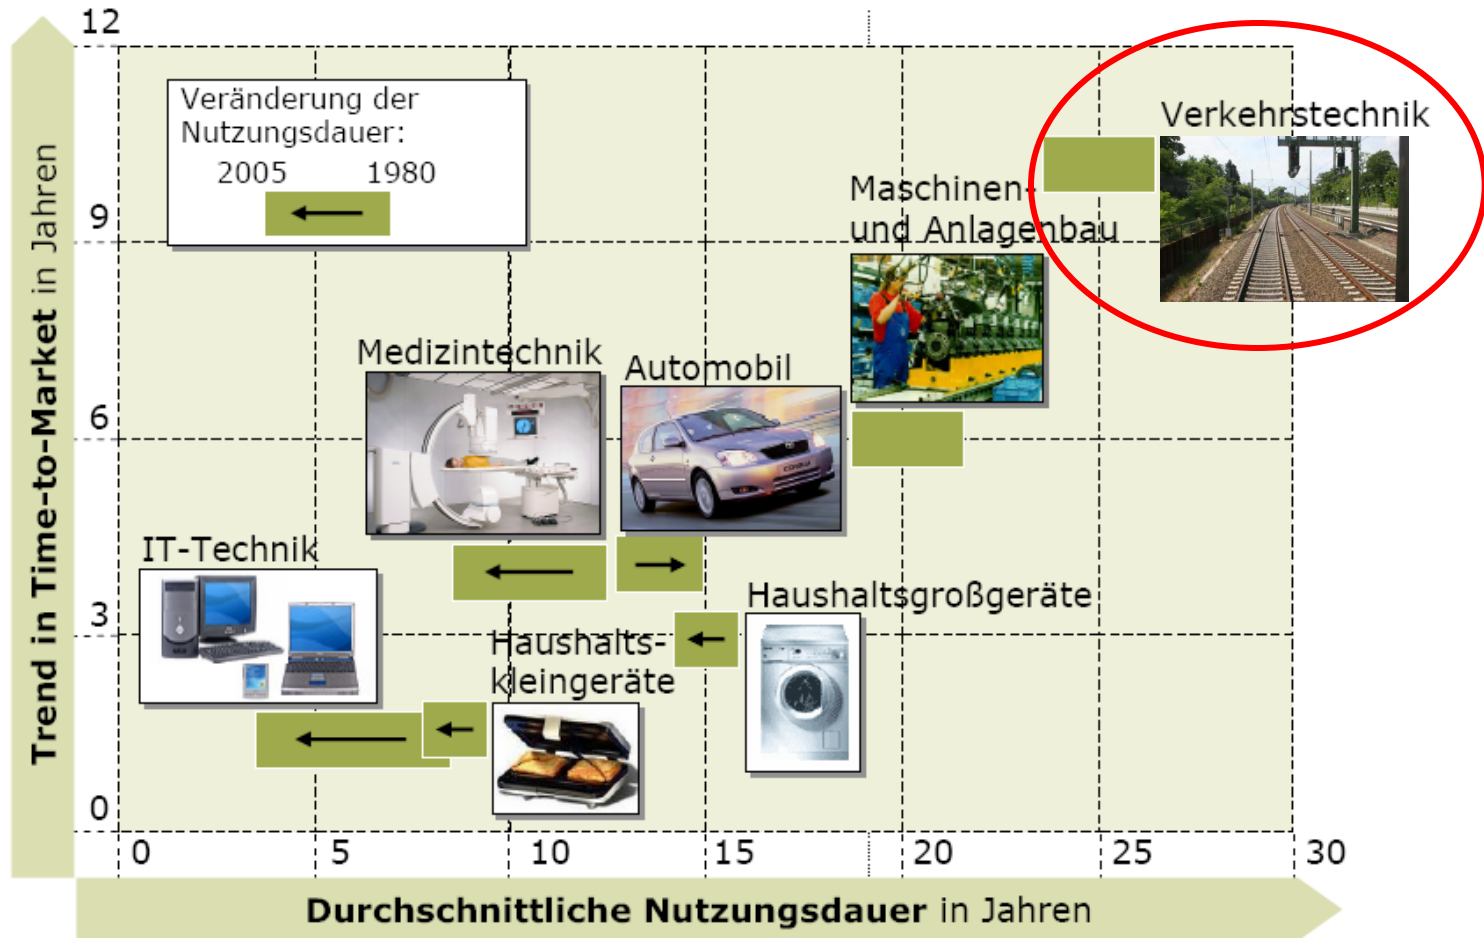 12
Veränderung der
Nutzungsdauer:
2005 1980
Verkehrstechnik
Maschinen-
und Anlagenbau
9
Medizintechnik
Automobil
6
IT-Technik
Haushaltsgroßgeräte
3
Haushalts-
kleingeräte
0
0 5 10 15 20 25 30
Trend in Time-to-Market in Jahren
Durchschnittliche Nutzungsdauer in Jahren